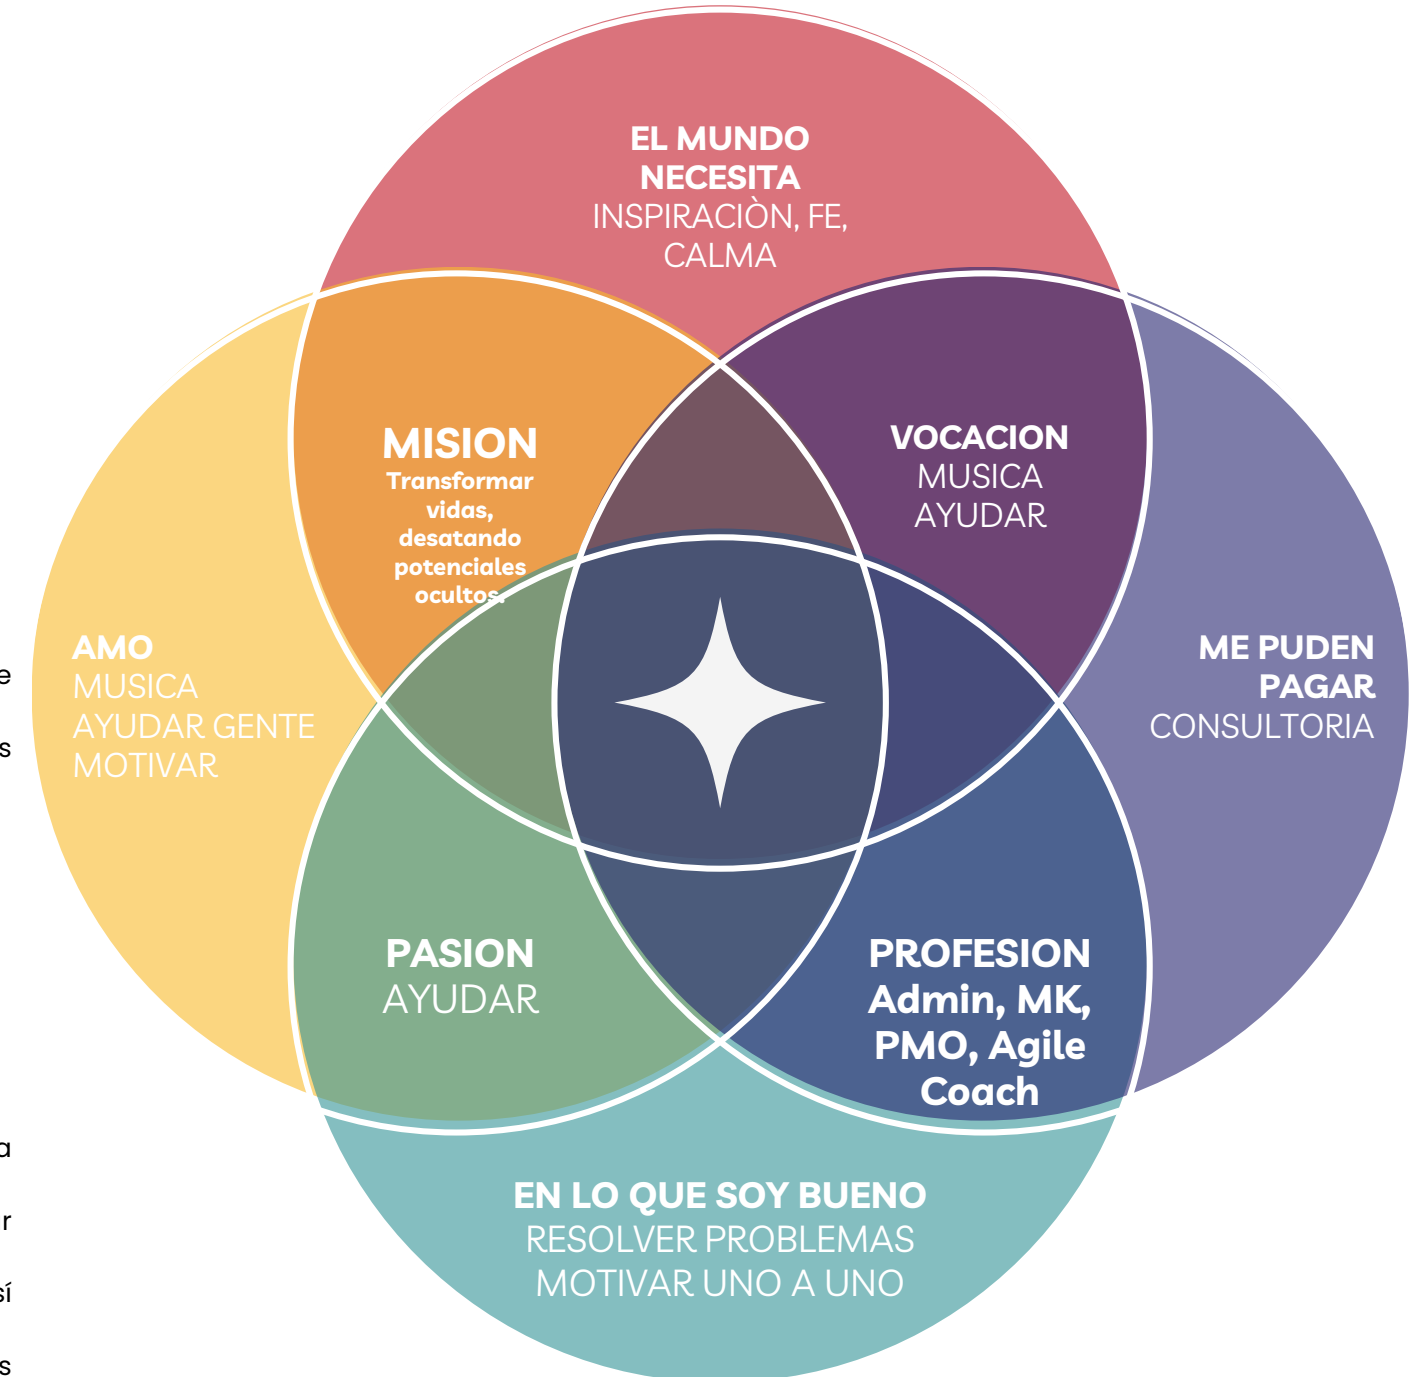 EL MUNDO
NECESITA
INSPIRACIÒN, FE,
CALMA
MISION
Transformar
vidas,
desatando
potenciales
ocultos.
VOCACION
MUSICA
AYUDAR
AMO
MUSICA
AYUDAR GENTE
MOTIVAR
ME PUDEN
PAGAR
CONSULTORIA
PASION
AYUDAR
PROFESION
Admin, MK,
PMO, Agile
Coach
EN LO QUE SOY BUENO
RESOLVER PROBLEMAS
MOTIVAR UNO A UNO